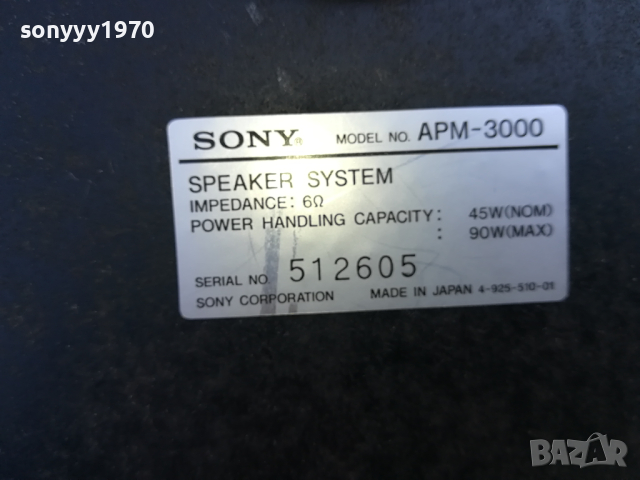 sonyyy1970
SONY® MODEL NO. APM-3000
SPEAKER SYSTEM
IMPEDANCE: 6Ω
POWER HANDLING CAPACITY: 45W(NOM)
: 90W(MAX)
SERIAL NO. 512605
SONY CORPORATION MADE IN JAPAN 4-925-510-01
BAZAR